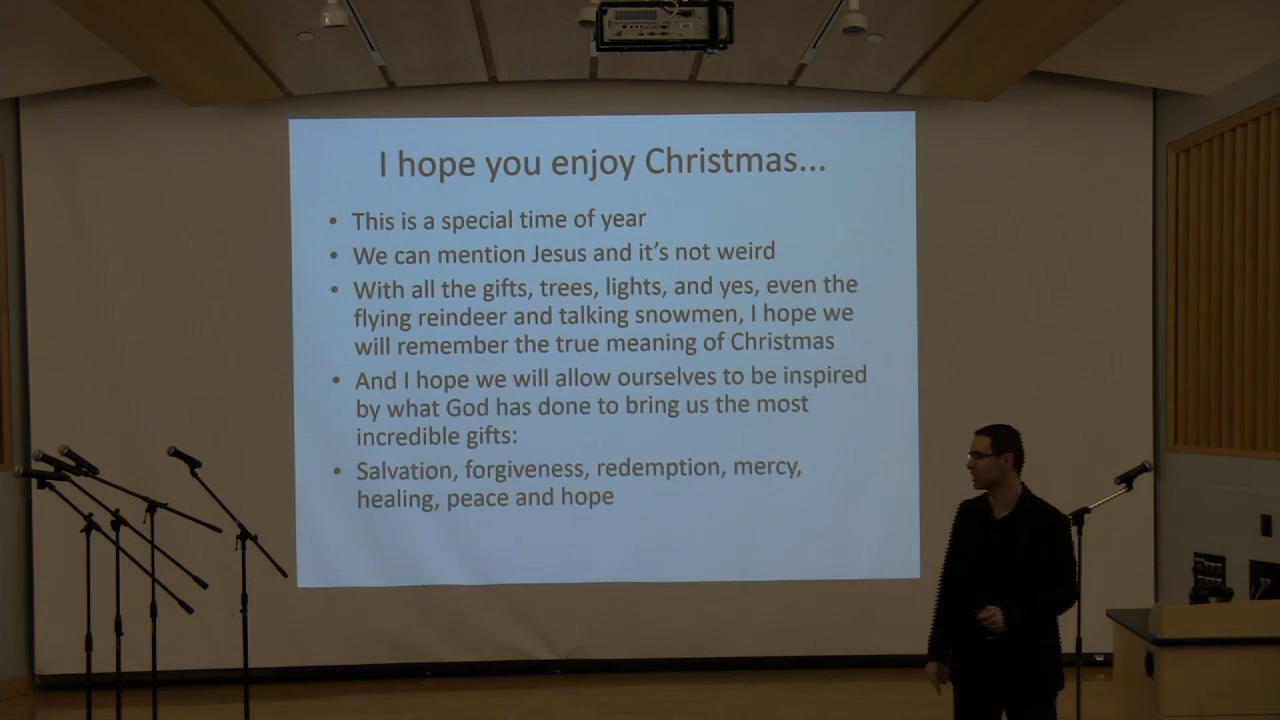 I hope you enjoy Christmas...
• This is a special time of year
• We can mention Jesus and it's not weird
• With all the gifts, trees, lights, and yes, even the
flying reindeer and talking snowmen, I hope we
will remember the true meaning of Christmas
• And I hope we will allow ourselves to be inspired
by what God has done to bring us the most
incredible gifts:
• Salvation, forgiveness, redemption, mercy,
healing, peace and hope